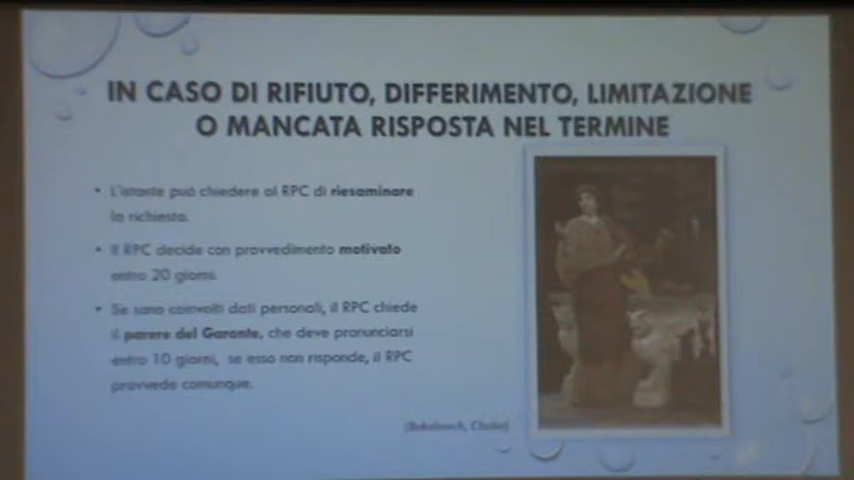 IN CASO DI RIFIUTO, DIFFERIMENTO, LIMITAZIONE
O MANCATA RISPOSTA NEL TERMINE
• L'istante può chiedere al RPC di riesaminare
la richiesta.
• Il RPC decide con provvedimento motivato
entro 20 giorni.
• Se sono coinvolti dati personali, il RPC chiede
il parere del Garante, che deve pronunciarsi
entro 10 giorni, se esso non risponde, il RPC
provvede comunque.